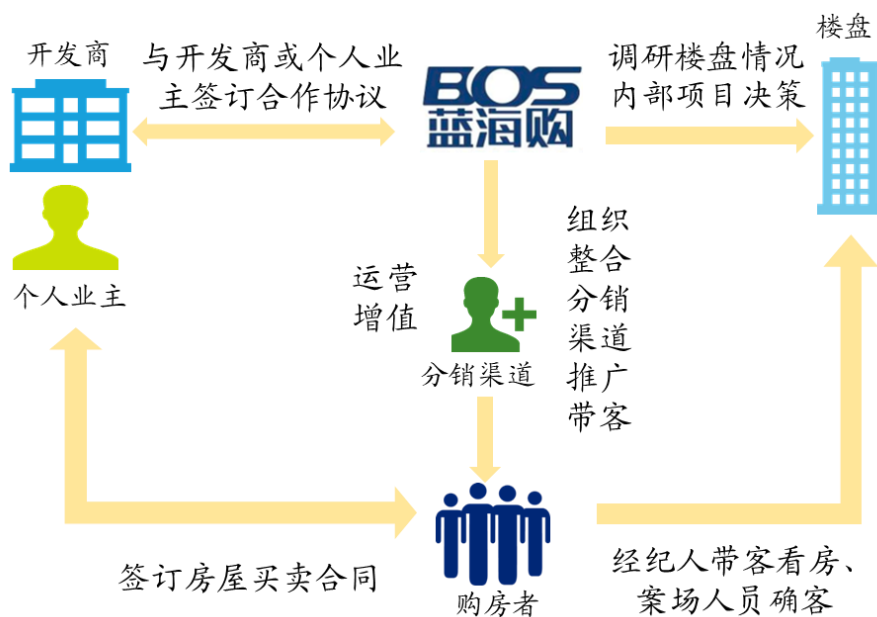 开发商
与开发商或个人业
主签订合作协议
BOS
蓝海购
调研楼盘情况
内部项目决策
楼盘
个人业主
运营
增值
分销渠道
组织
整合
分销
渠道
推广
带客
签订房屋买卖合同
购房者
经纪人带客看房、
案场人员确客